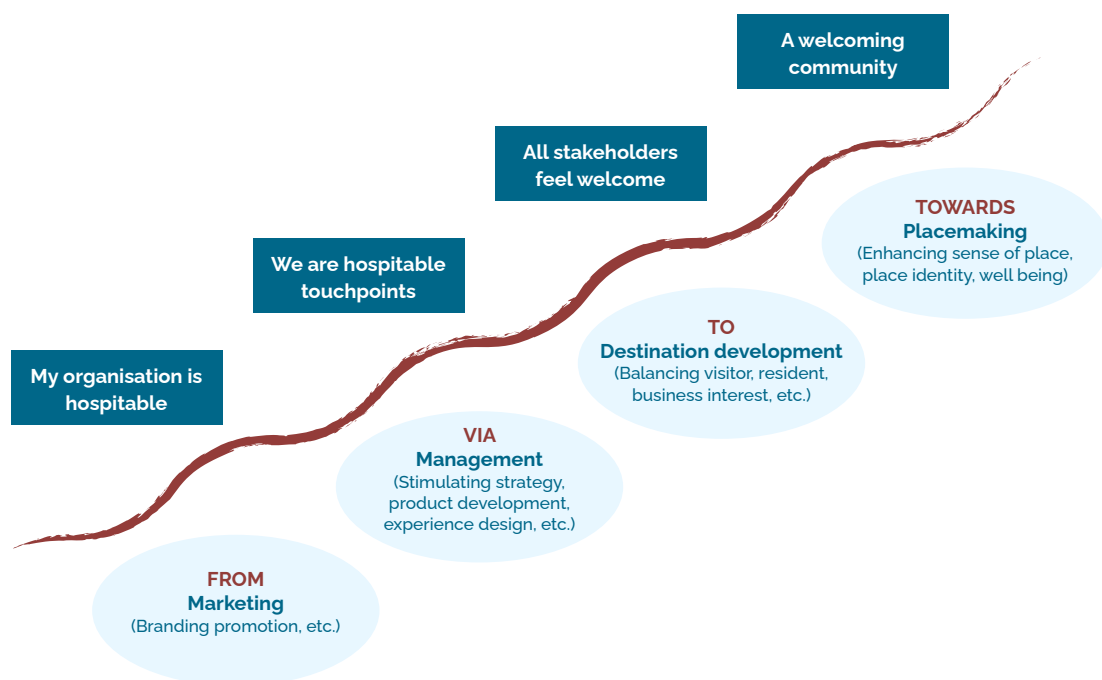 A welcoming
community
All stakeholders
feel welcome
TOWARDS
Placemaking
(Enhancing sense of place,
place identity, well being)
We are hospitable
touchpoints
TO
Destination development
(Balancing visitor, resident,
business interest, etc.)
My organisation is
hospitable
VIA
Management
(Stimulating strategy,
product development,
experience design, etc.)
FROM
Marketing
(Branding promotion, etc.)